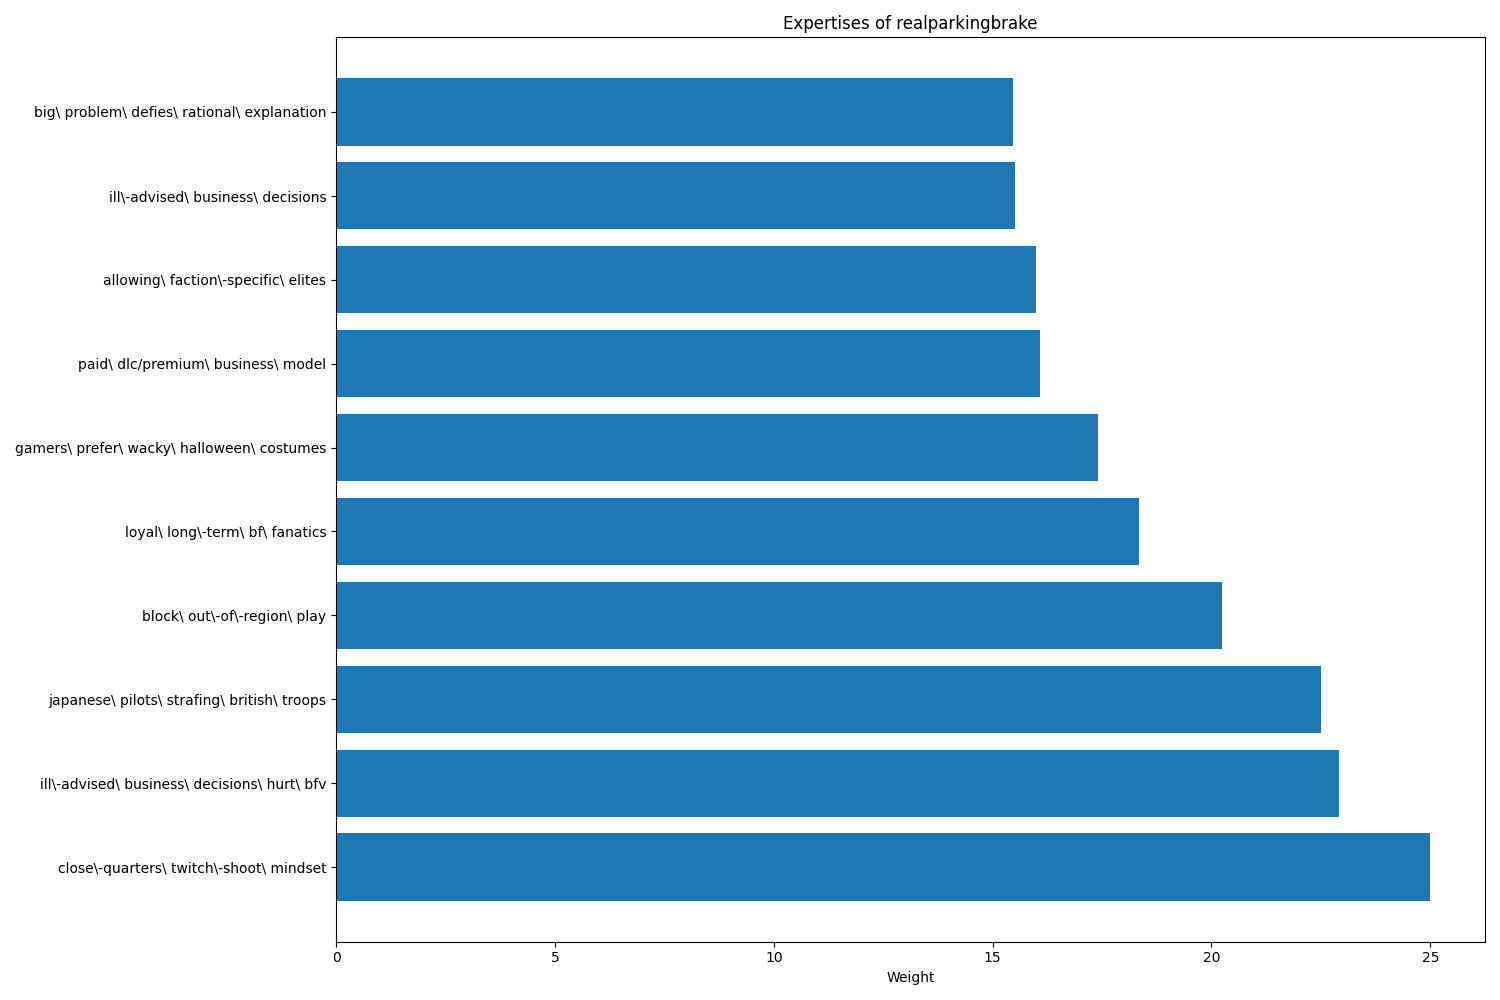 Expertises of realparkingbrake
big\ problem\ defies\ rational\ explanation
ill\-advised\ business\ decisions
allowing\ faction\-specific\ elites
paid\ dlc/premium\ business\ model
gamers\ prefer\ wacky\ halloween\ costumes
loyal\ long\-term\ bf\ fanatics
block\ out\-of\-region\ play
japanese\ pilots\ strafing\ british\ troops
ill\-advised\ business\ decisions\ hurt\ bfv
close\-quarters\ twitch\-shoot\ mindset
0 5 10 15 20 25
Weight